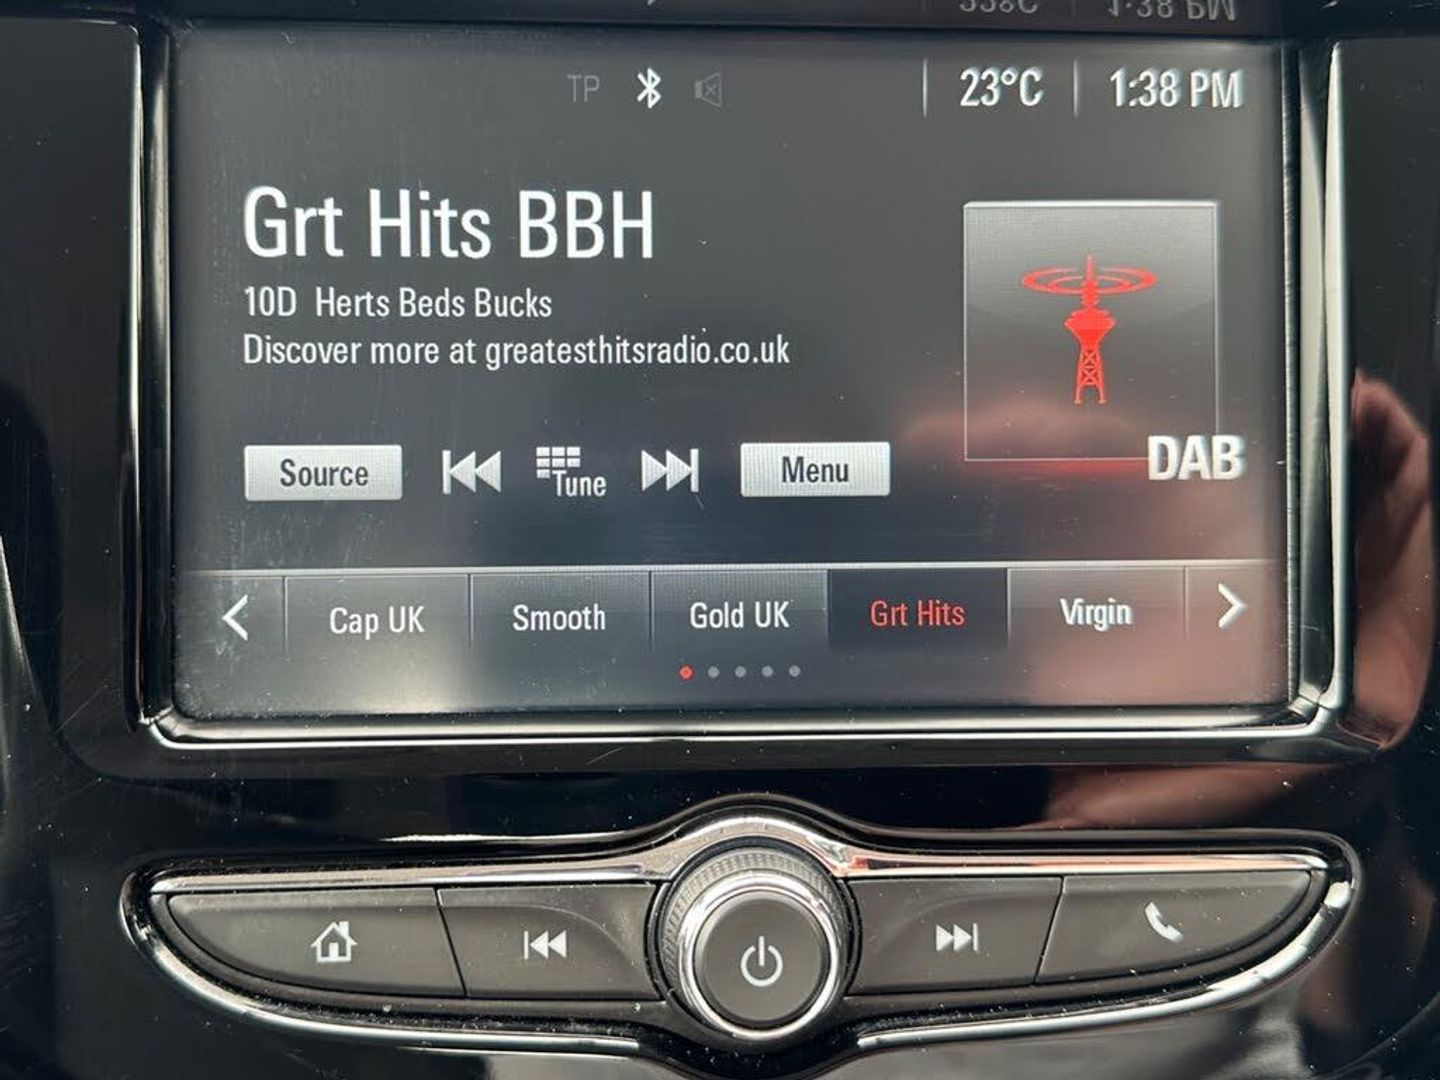 TP 23°C 1:38 PM
Grt Hits BBH
10D Herts Beds Bucks
Discover more at greatesthitsradio.co.uk
Source Tune Menu
DAB
Cap UK Smooth Gold UK Grt Hits Virgin